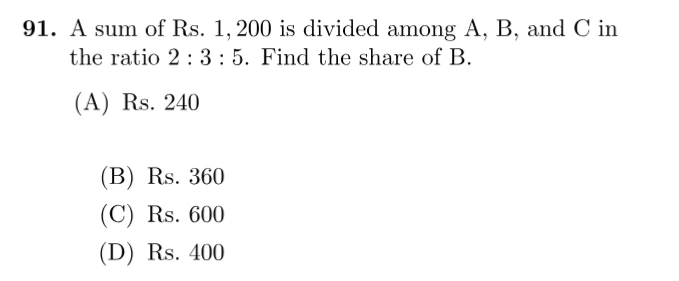 91. A sum of Rs. 1,200 is divided among A, B, and C in
the ratio 2 : 3 : 5. Find the share of B.
(A) Rs. 240
(B) Rs. 360
(C) Rs. 600
(D) Rs. 400